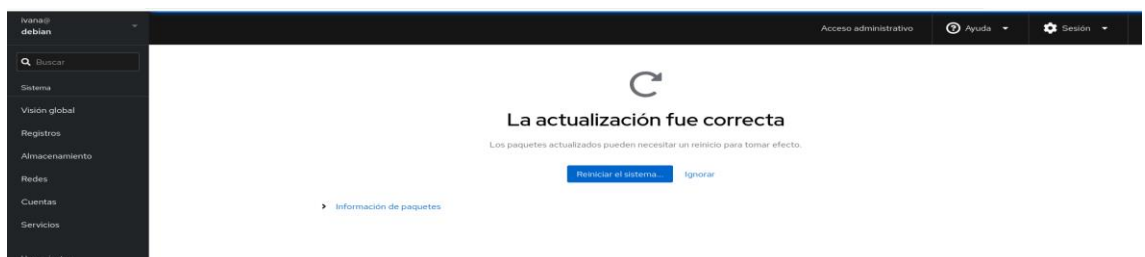 ivana@
debian
Acceso administrativo
Ayuda
Sesión
Buscar
Sistema
Visión global
Registros
Almacenamiento
Redes
Cuentas
Servicios
La actualización fue correcta
Los paquetes actualizados pueden necesitar un reinicio para tomar efecto.
Reiniciar el sistema... Ignorar
Información de paquetes